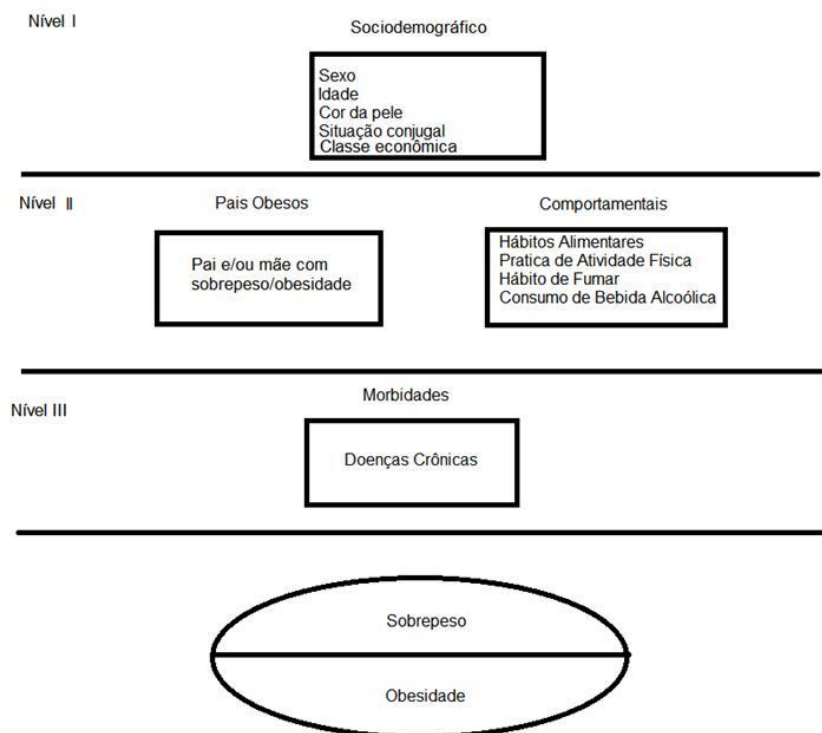 Nível I
Sociodemográfico
Sexo
Idade
Cor da pele
Situação conjugal
Classe econômica
Nível II
Pais Obesos
Comportamentais
Pai e/ou mãe com
sobrepeso/obesidade
Hábitos Alimentares
Pratica de Atividade Física
Hábito de Fumar
Consumo de Bebida Alcoólica
Nível III
Morbidades
Doenças Crônicas
Sobrepeso
Obesidade